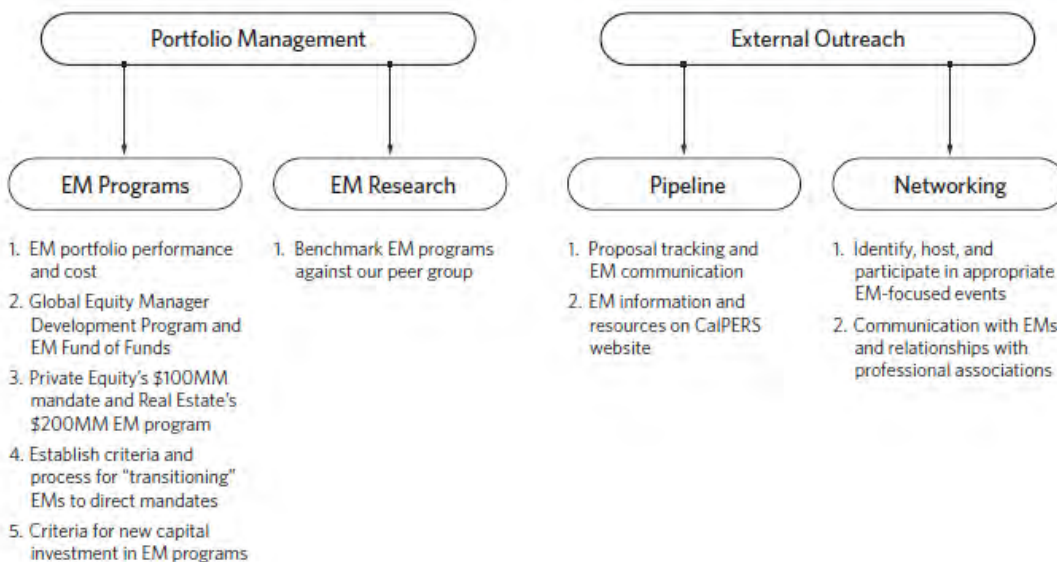 Portfolio Management
External Outreach
EM Programs
EM Research
Pipeline
Networking
1. EM portfolio performance
and cost
2. Global Equity Manager
Development Program and
EM Fund of Funds
3. Private Equity's $100MM
mandate and Real Estate's
$200MM EM program
4. Establish criteria and
process for "transitioning"
EMs to direct mandates
5. Criteria for new capital
investment in EM programs
1. Benchmark EM programs
against our peer group
1. Proposal tracking and
EM communication
2. EM information and
resources on CalPERS
website
1. Identify, host, and
participate in appropriate
EM-focused events
2. Communication with EMs
and relationships with
professional associations